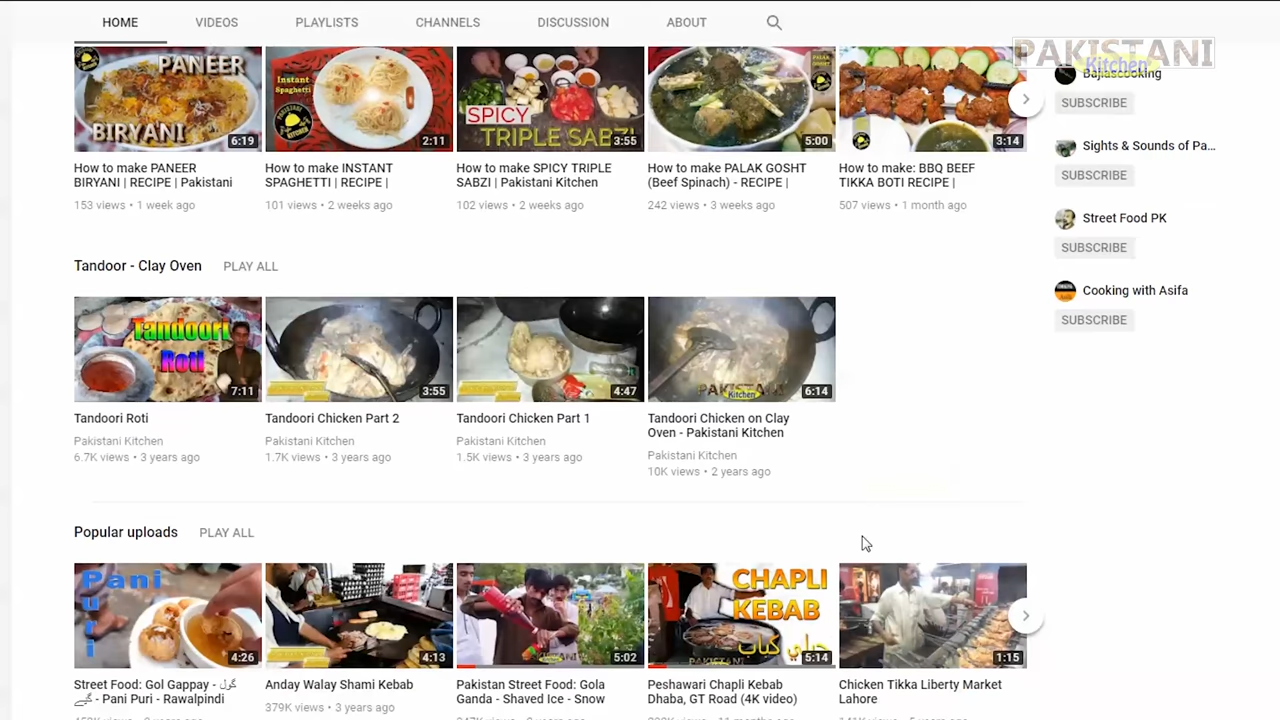 HOME VIDEOS PLAYLISTS CHANNELS DISCUSSION ABOUT
PAKISTANI
Kitchen
Bajiascooking
SUBSCRIBE
Sights & Sounds of Pa...
SUBSCRIBE
Street Food PK
SUBSCRIBE
Cooking with Asifa
SUBSCRIBE
PANEER
BIRYANI
6:19
Instant
Spaghetti
2:11
SPICY
TRIPLE SABZI
3:55
PALAK
GOSHT
5:00
3:14
How to make PANEER
BIRYANI | RECIPE | Pakistani
153 views • 1 week ago
How to make INSTANT
SPAGHETTI | RECIPE |
101 views • 2 weeks ago
How to make SPICY TRIPLE
SABZI | Pakistani Kitchen
102 views • 2 weeks ago
How to make PALAK GOSHT
(Beef Spinach) - RECIPE |
242 views • 3 weeks ago
How to make: BBQ BEEF
TIKKA BOTI RECIPE |
507 views • 1 month ago
Tandoor - Clay Oven PLAY ALL
Tandoori
Roti
7:11
3:55
4:47
PAKISTANI
Kitchen
6:14
Tandoori Roti
Pakistani Kitchen
6.7K views • 3 years ago
Tandoori Chicken Part 2
Pakistani Kitchen
1.7K views • 3 years ago
Tandoori Chicken Part 1
Pakistani Kitchen
1.5K views • 3 years ago
Tandoori Chicken on Clay
Oven - Pakistani Kitchen
Pakistani Kitchen
10K views • 2 years ago
Popular uploads PLAY ALL
Pani
Puri
4:26
4:13
5:02
CHAPLI
KEBAB
چپلی کباب
PAKISTANI
5:14
1:15
Street Food: Gol Gappay - گول
گپے - Pani Puri - Rawalpindi
Anday Walay Shami Kebab
379K views • 3 years ago
Pakistan Street Food: Gola
Ganda - Shaved Ice - Snow
Peshawari Chapli Kebab
Dhaba, GT Road (4K video)
Chicken Tikka Liberty Market
Lahore